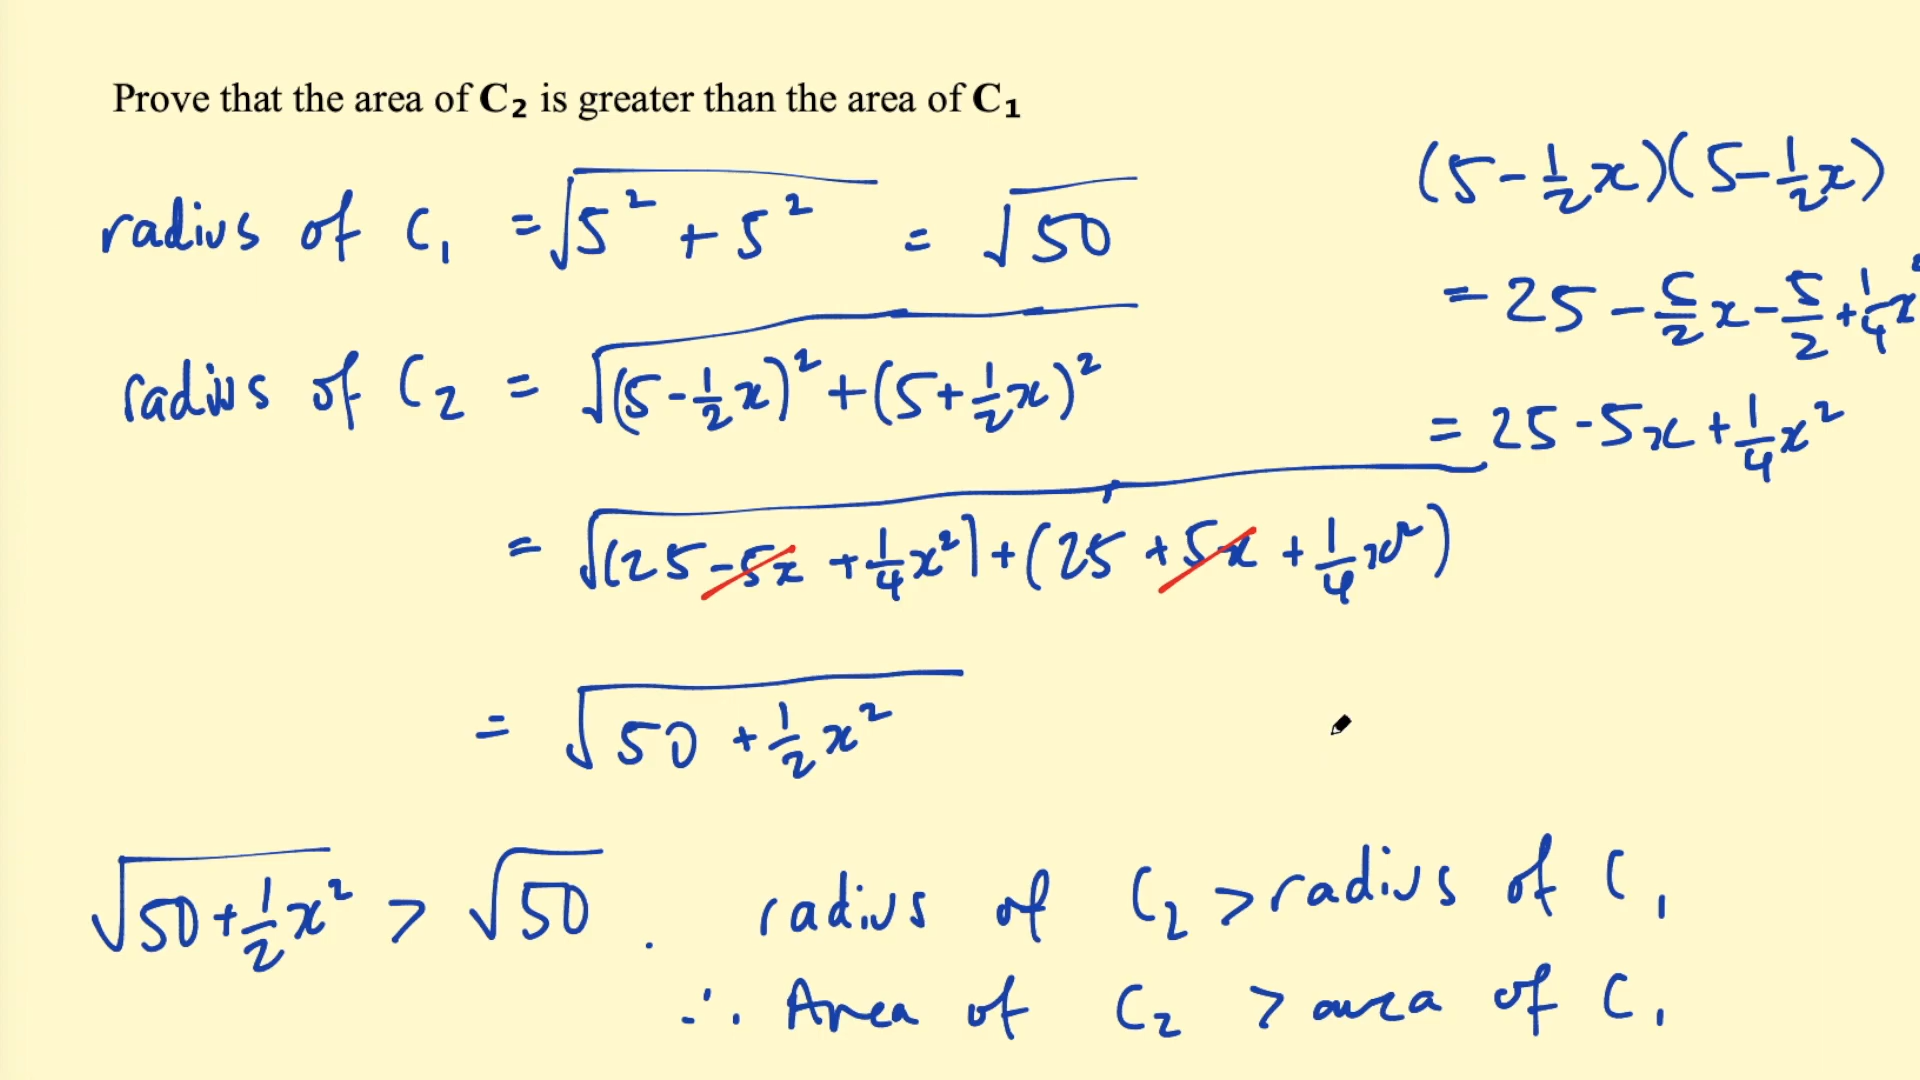 Prove that the area of C₂ is greater than the area of C₁
radius of C₁ = √(5² + 5²) = √50
radius of C₂ = √((5 - ½x)² + (5 + ½x)²)
= √((25 - 5x + ¼x²) + (25 + 5x + ¼x²))
= √(50 + ½x²)
√(50 + ½x²) > √50 . radius of C₂ > radius of C₁
∴ Area of C₂ > area of C₁
(5 - ½x)(5 - ½x)
= 25 - 5/2 x - 5/2 + ¼x²
= 25 - 5x + ¼x²